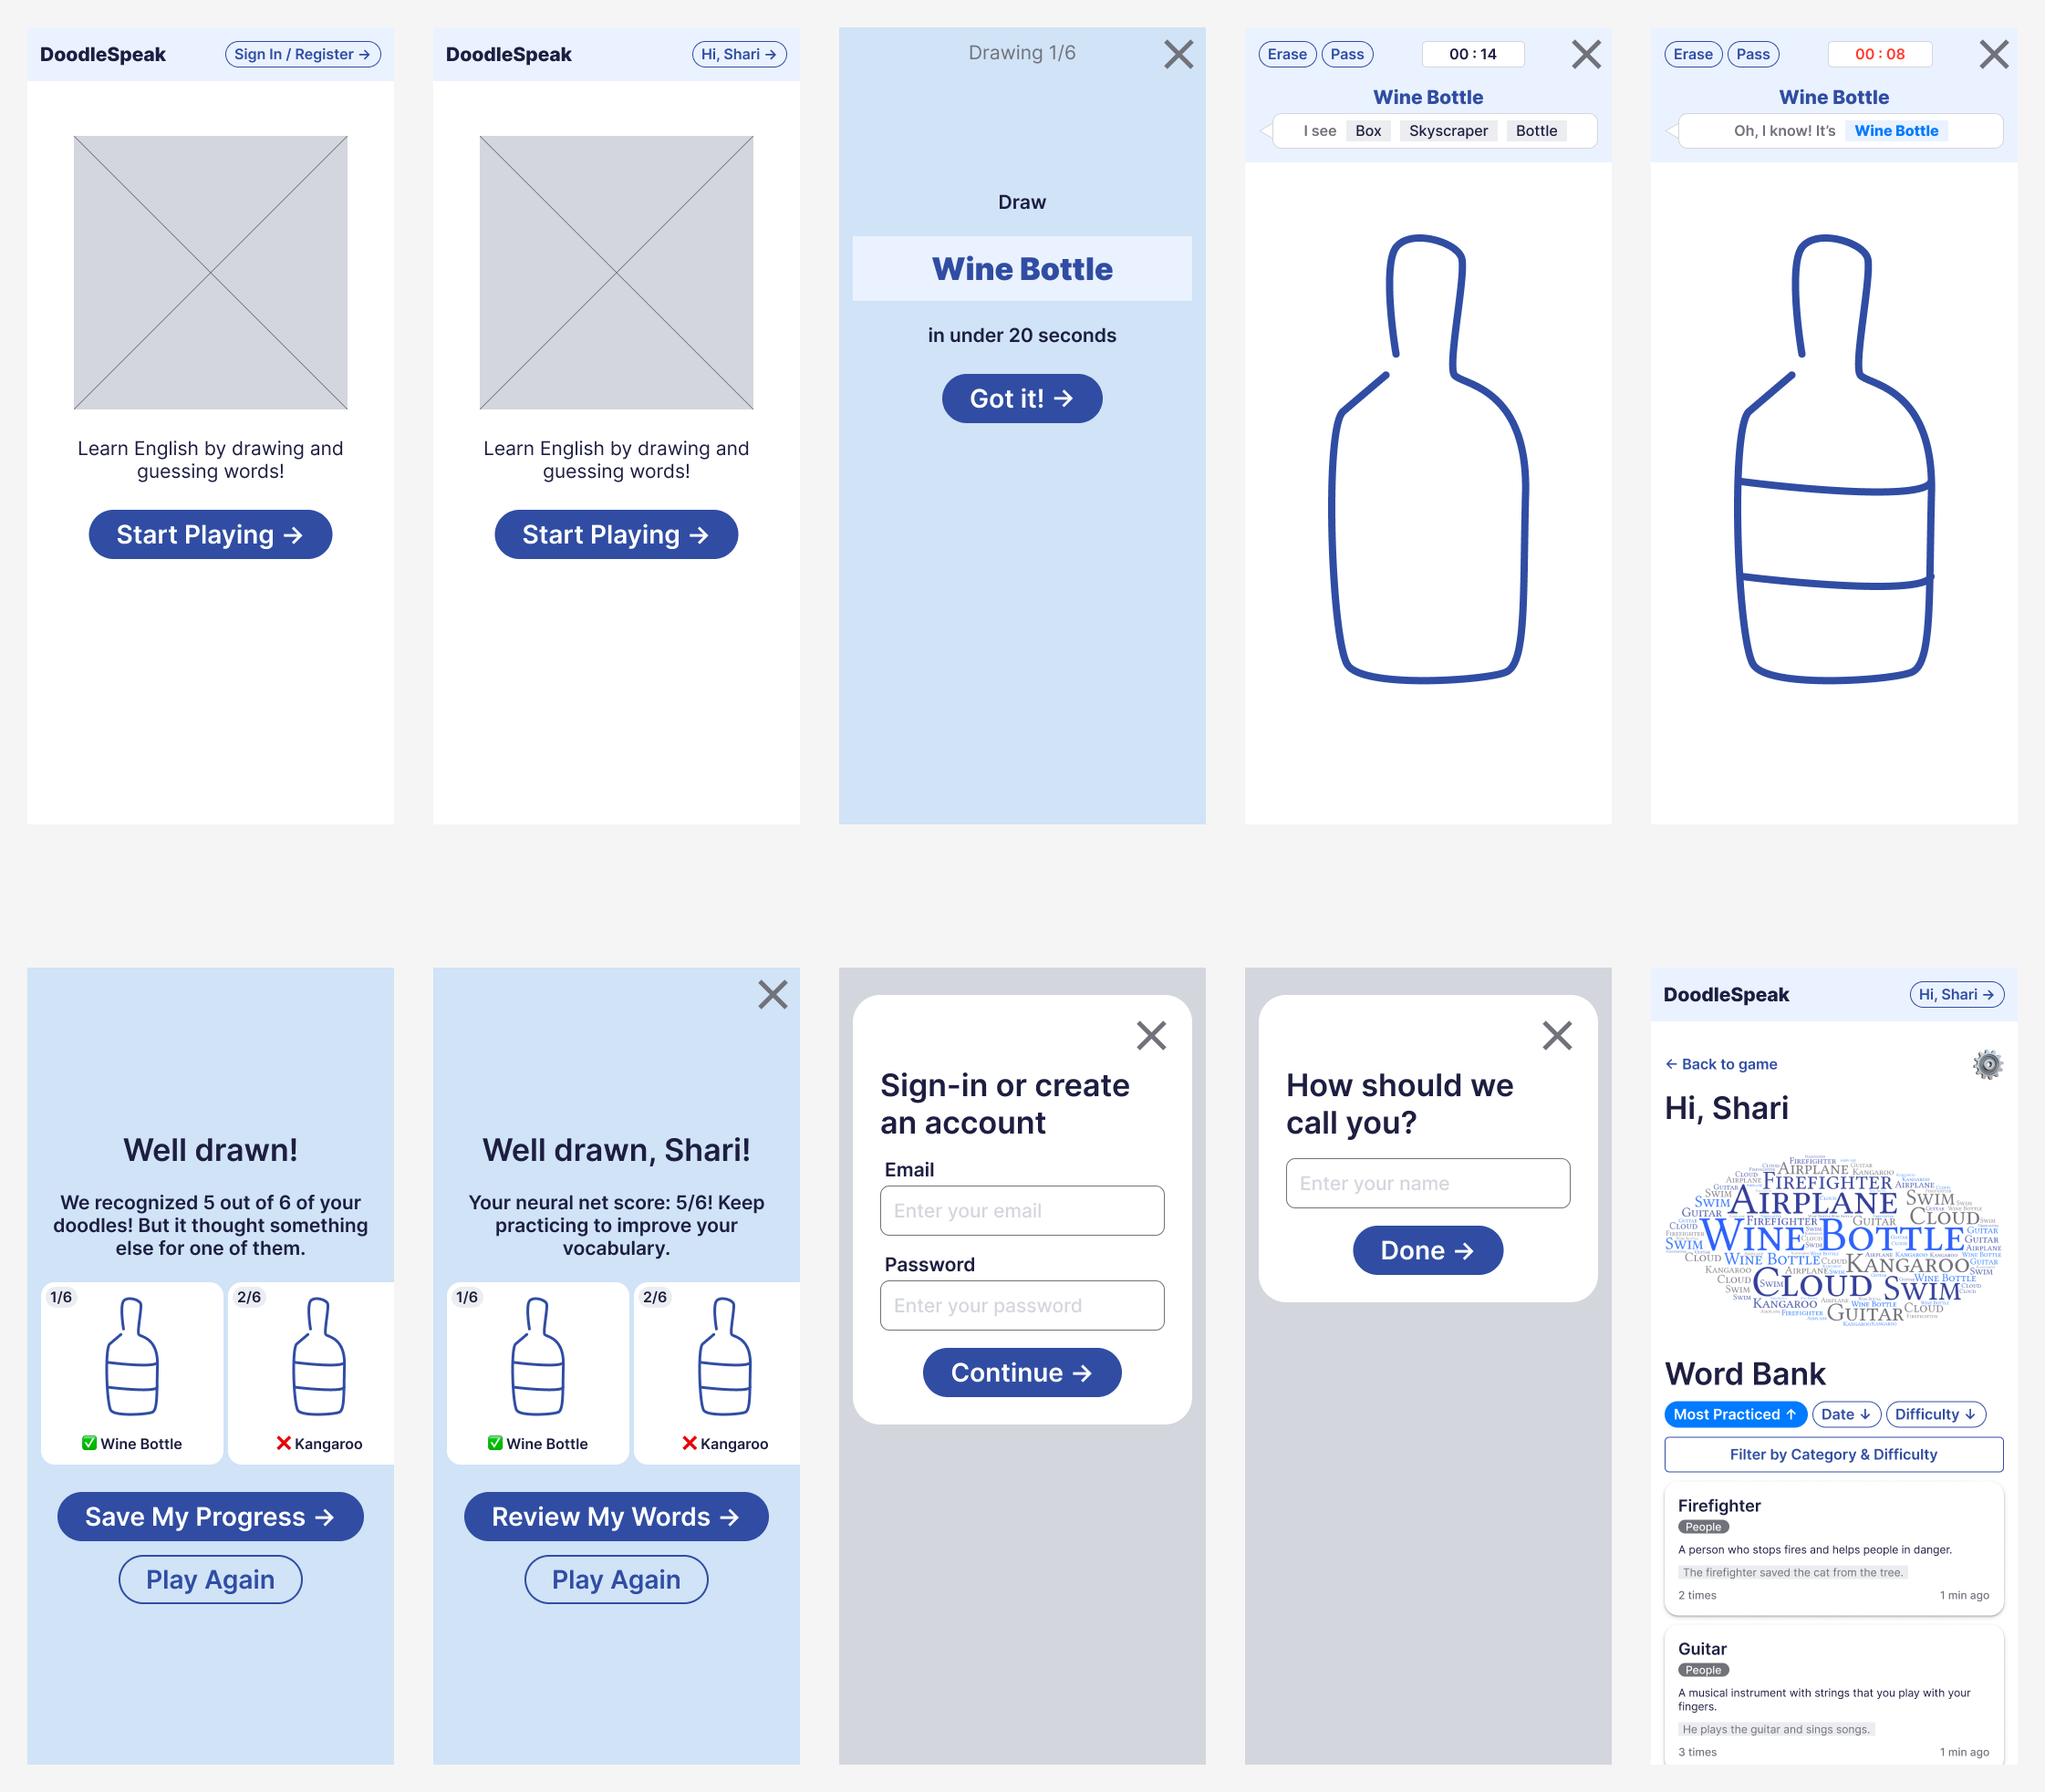 DoodleSpeak
Sign In / Register →
Learn English by drawing and
guessing words!
Start Playing →
DoodleSpeak
Hi, Shari →
Learn English by drawing and
guessing words!
Start Playing →
Drawing 1/6
Draw
Wine Bottle
in under 20 seconds
Got it! →
Erase Pass 00 : 14
Wine Bottle
I see Box Skyscraper Bottle
Erase Pass 00 : 08
Wine Bottle
Oh, I know! It's Wine Bottle
Well drawn!
We recognized 5 out of 6 of your
doodles! But it thought something
else for one of them.
1/6
2/6
✅ Wine Bottle
❌ Kangaroo
Save My Progress →
Play Again
Well drawn, Shari!
Your neural net score: 5/6! Keep
practicing to improve your
vocabulary.
1/6
2/6
✅ Wine Bottle
❌ Kangaroo
Review My Words →
Play Again
Sign-in or create
an account
Email
Enter your email
Password
Enter your password
Continue →
How should we
call you?
Enter your name
Done →
DoodleSpeak
Hi, Shari →
← Back to game
Hi, Shari
Firefighter
Airplane
Firefighter
Airplane
Swim
Cloud
Wine Bottle
Kangaroo
Cloud
Swim
Guitar
Word Bank
Most Practiced ↑ Date ↓ Difficulty ↓
Filter by Category & Difficulty
Firefighter
People
A person who stops fires and helps people in danger.
The firefighter saved the cat from the tree.
2 times 1 min ago
Guitar
People
A musical instrument with strings that you play with your
fingers.
He plays the guitar and sings songs.
3 times 1 min ago